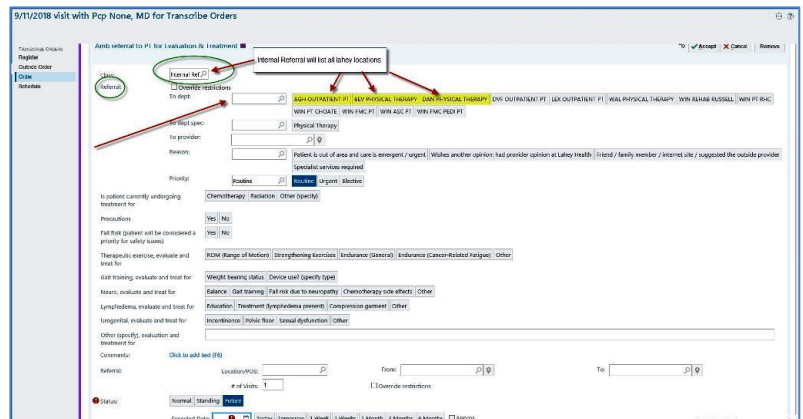 9/11/2018 visit with Pcp None, MD for Transcribe Orders
TRANSCRIBE ORDERS
Register
Outside Order
Order
Schedule
Amb referral to PT for Evaluation & Treatment
Accept Cancel Remove
Internal Referral will list all lahey locations
Class: Internal Ref
Referral: Override restrictions
To dept: AGH OUTPATIENT PT BEV PHYSICAL THERAPY DAN PHYSICAL THERAPY DVF OUTPATIENT PT LEX OUTPATIENT PT WAL PHYSICAL THERAPY WIN REHAB RUSSELL WIN PT RHC
WIN PT CHOATE WIN FMC PT WIN ASC PT WIN FMC PEDI PT
To dept spec: Physical Therapy
To provider:
Reason: Patient is out of area and care is emergent / urgent Wishes another opinion: had provider opinion at Lahey Health Friend / family member / internet site / suggested the outside provider
Specialist services required
Priority: Routine Routine Urgent Elective
Is patient currently undergoing Chemotherapy Radiation Other (specify)
treatment for
Precautions Yes No
Fall Risk (patient will be considered a Yes No
priority for safety issues)
Therapeutic exercise, evaluate and ROM (Range of Motion) Strengthening Exercises Endurance (General) Endurance (Cancer-Related Fatigue) Other
treat for
Gait training, evaluate and treat for Weight bearing status Device use? (specify type)
Neuro, evaluate and treat for Balance Gait training Fall risk due to neuropathy Chemotherapy side effects Other
Lymphedema, evaluate and treat for Education Treatment (lymphedema present) Compression garment Other
Urogenital, evaluate and treat for Incontinence Pelvic floor Sexual dysfunction Other
Other (specify), evaluation and
treatment for
Comments: Click to add text (F6)
Referral: Location/POS: From: To:
# of Visits: 1 Override restrictions
Status: Normal Standing Future
Expected Date: Today Tomorrow 1 Week 2 Weeks 1 Month 3 Months 6 Months Approx.